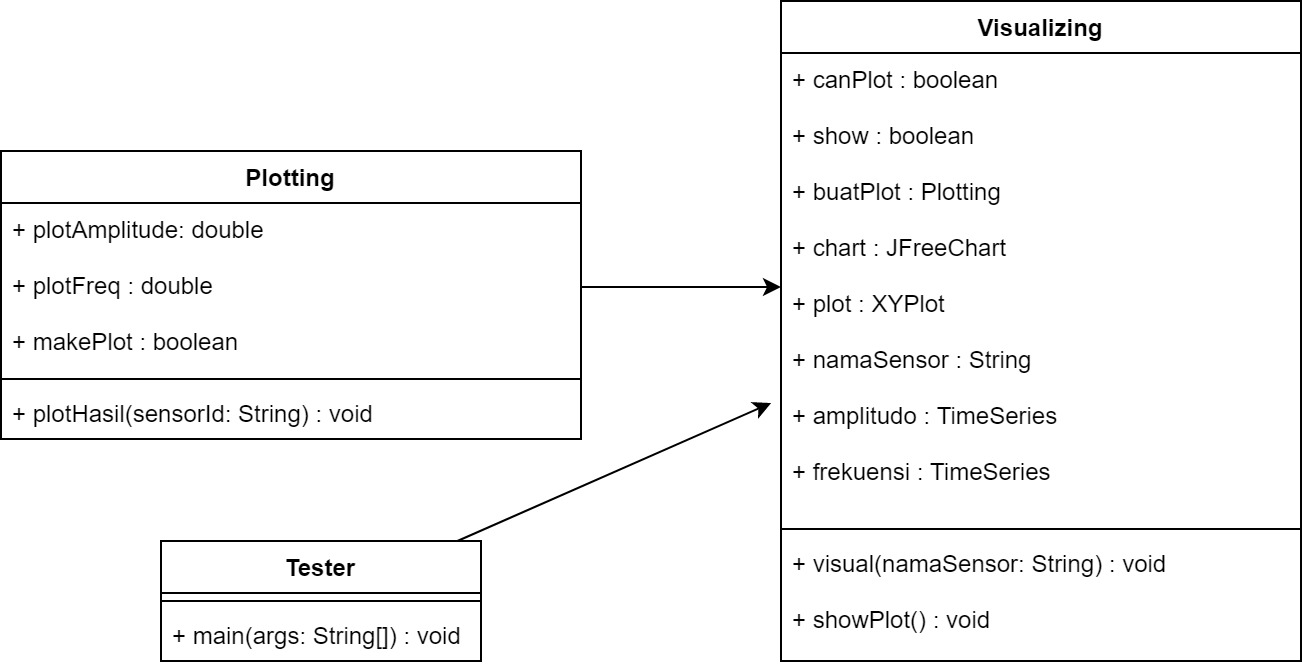 Plotting
+ plotAmplitude: double
+ plotFreq : double
+ makePlot : boolean
+ plotHasil(sensorId: String) : void
Tester
+ main(args: String[]) : void
Visualizing
+ canPlot : boolean
+ show : boolean
+ buatPlot : Plotting
+ chart : JFreeChart
+ plot : XYPlot
+ namaSensor : String
+ amplitudo : TimeSeries
+ frekuensi : TimeSeries
+ visual(namaSensor: String) : void
+ showPlot() : void